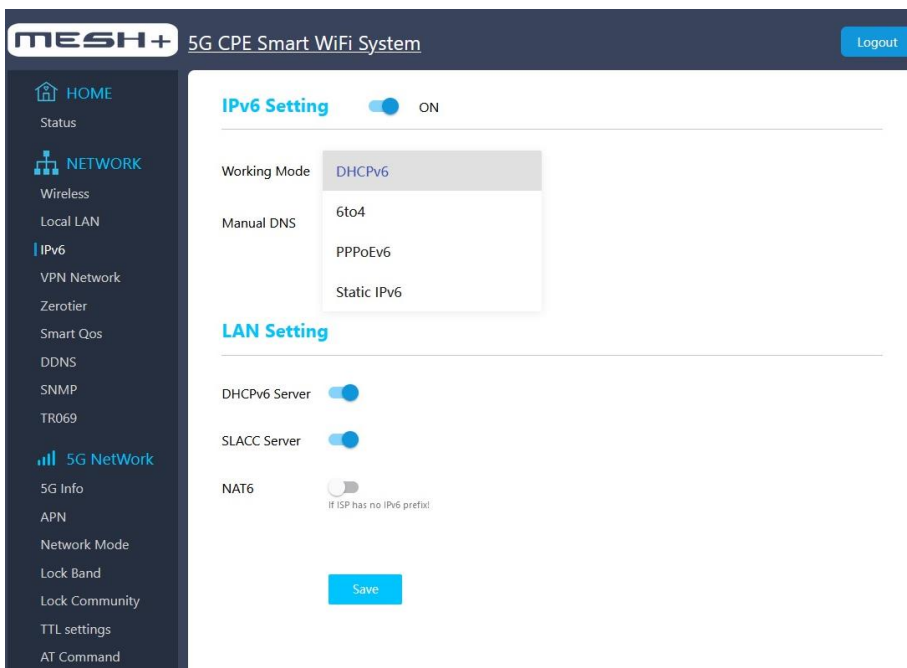 MESH+
5G CPE Smart WiFi System
Logout
HOME
Status
NETWORK
Wireless
Local LAN
IPv6
VPN Network
Zerotier
Smart Qos
DDNS
SNMP
TR069
5G NetWork
5G Info
APN
Network Mode
Lock Band
Lock Community
TTL settings
AT Command
IPv6 Setting ON
Working Mode DHCPv6
6to4
Manual DNS
PPPoEv6
Static IPv6
LAN Setting
DHCPv6 Server
SLACC Server
NAT6
If ISP has no IPv6 prefix!
Save